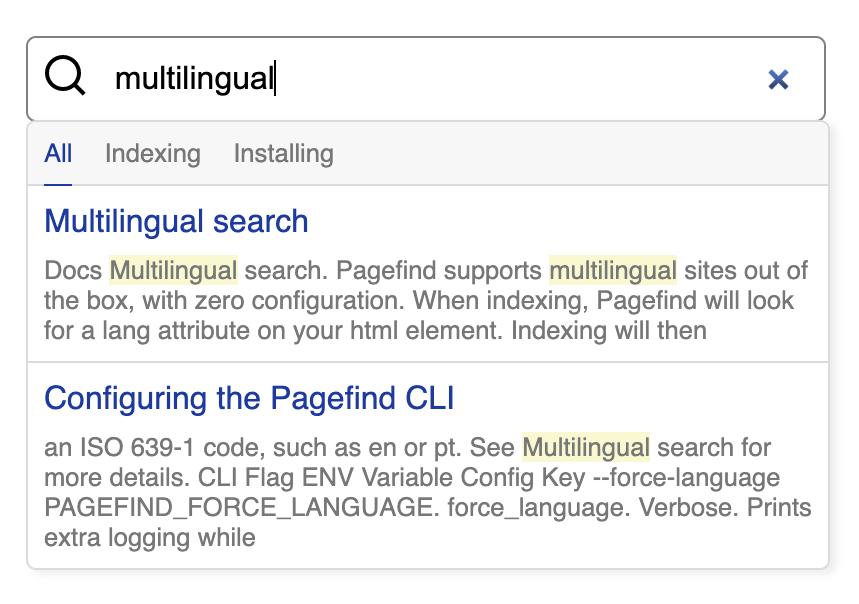 multilingual
All Indexing Installing
Multilingual search
Docs Multilingual search. Pagefind supports multilingual sites out of
the box, with zero configuration. When indexing, Pagefind will look
for a lang attribute on your html element. Indexing will then
Configuring the Pagefind CLI
an ISO 639-1 code, such as en or pt. See Multilingual search for
more details. CLI Flag ENV Variable Config Key --force-language
PAGEFIND_FORCE_LANGUAGE. force_language. Verbose. Prints
extra logging while